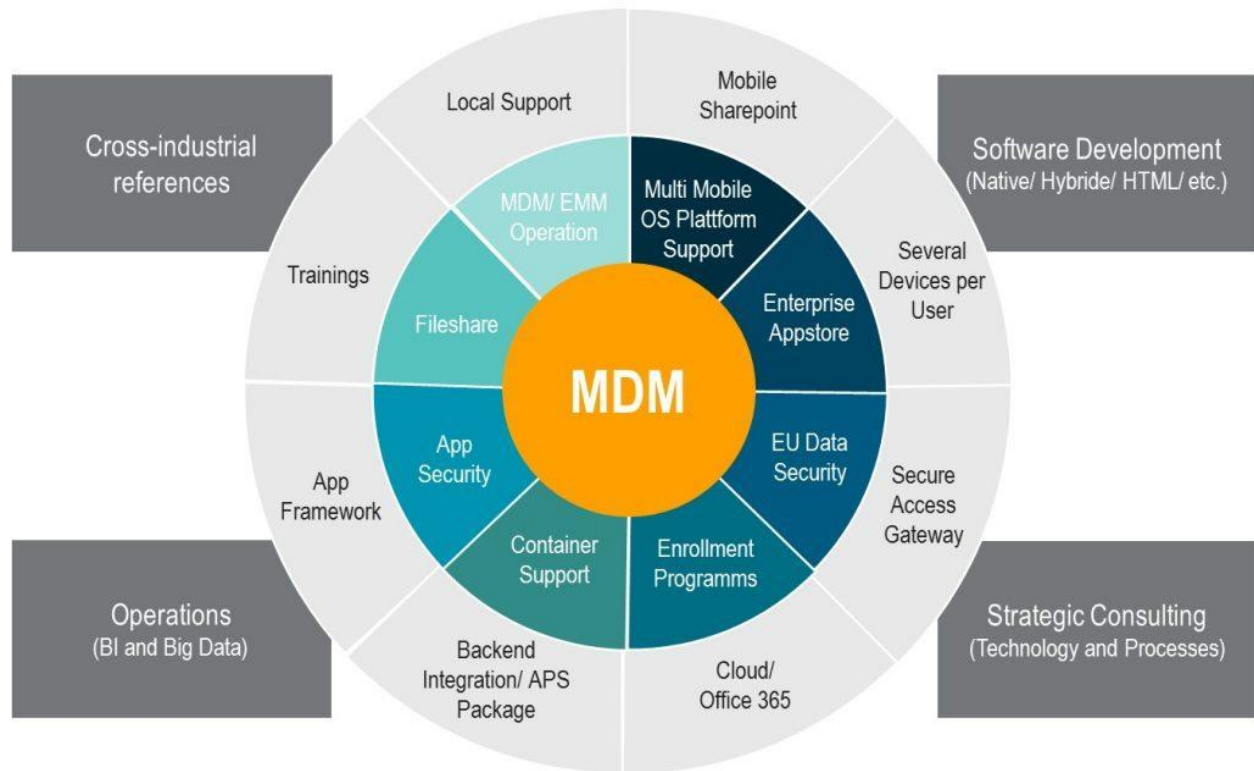 Local Support
Mobile
Sharepoint
Cross-industrial
references
Software Development
(Native/ Hybride/ HTML/ etc.)
MDM/ EMM
Operation
Multi Mobile
OS Plattform
Support
Trainings
Several
Devices per
User
Fileshare
Enterprise
Appstore
MDM
App
Security
EU Data
Security
App
Framework
Secure
Access
Gateway
Container
Support
Enrollment
Programms
Operations
(BI and Big Data)
Strategic Consulting
(Technology and Processes)
Backend
Integration/ APS
Package
Cloud/
Office 365